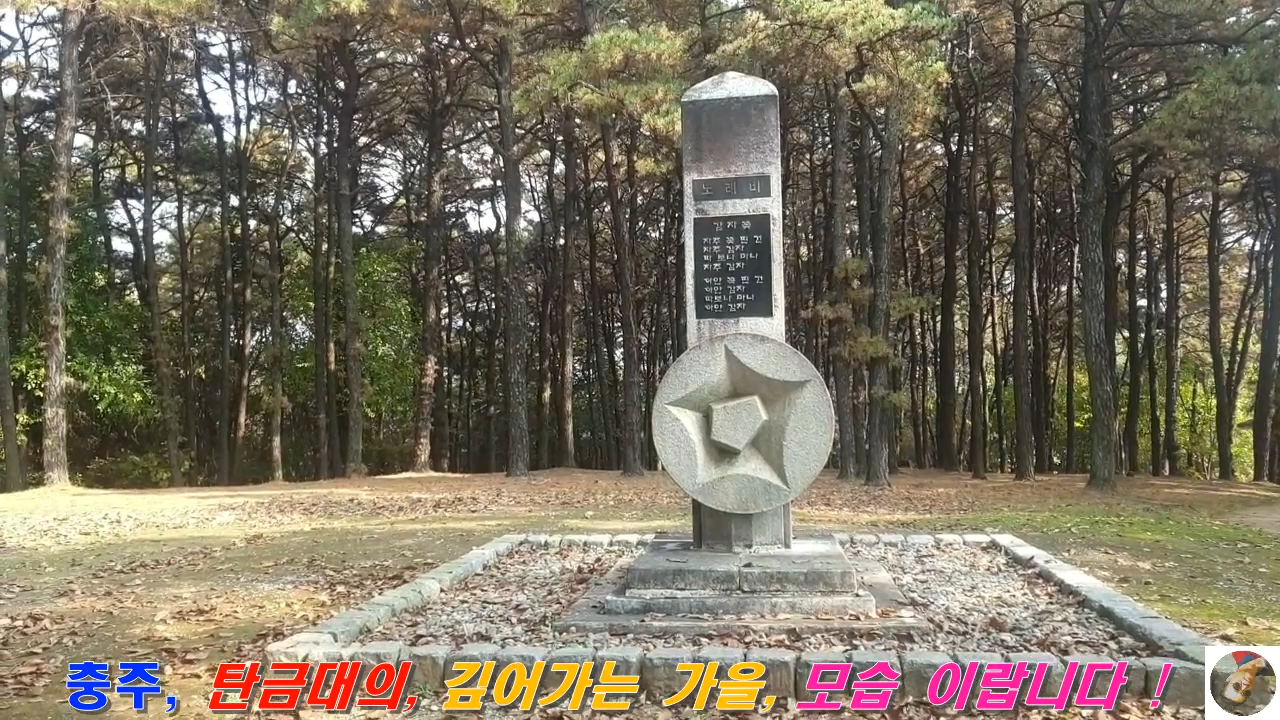 노래비
감자꽃
자주 꽃 핀 건
자주 감자
파 보나 마나
자주 감자
하얀 꽃 핀 건
하얀 감자
파보나 마나
하얀 감자
충주, 탄금대의, 깊어가는 가을, 모습 이랍니다 !